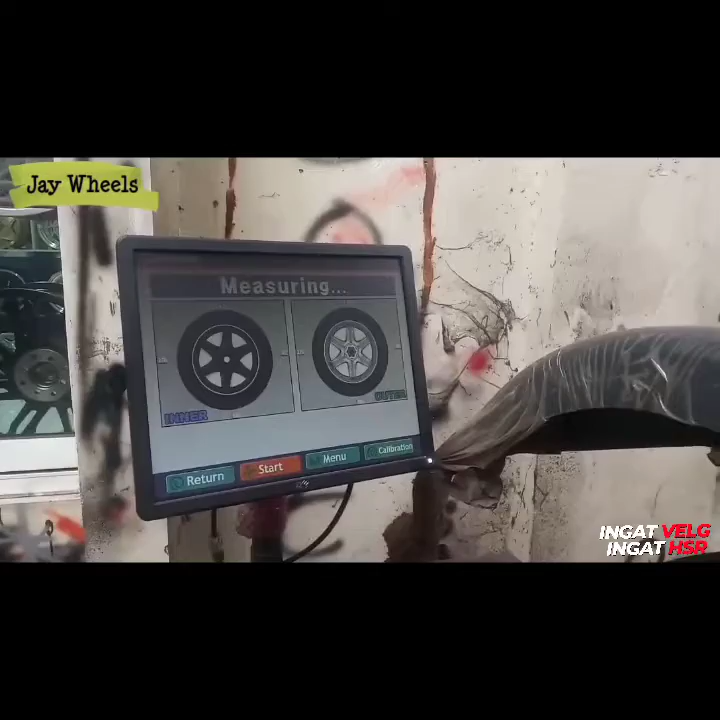 Jay Wheels
Measuring...
INNER
OUTER
Return
Start
Menu
Calibration
INGAT VELG
INGAT HSR